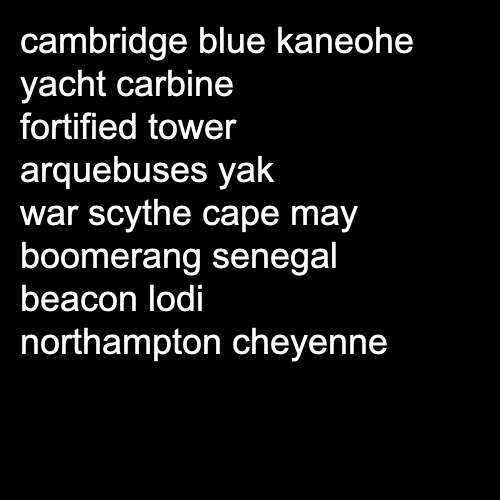 cambridge blue kaneohe
yacht carbine
fortified tower
arquebuses yak
war scythe cape may
boomerang senegal
beacon lodi
northampton cheyenne